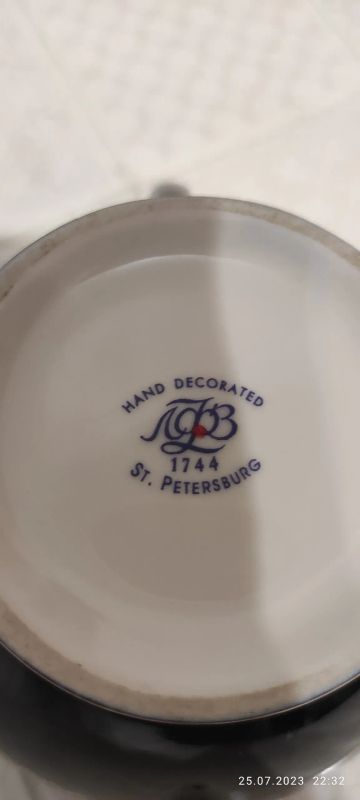 HAND DECORATED
ЛФЗ
1744
ST. PETERSBURG
25.07.2023 22:32